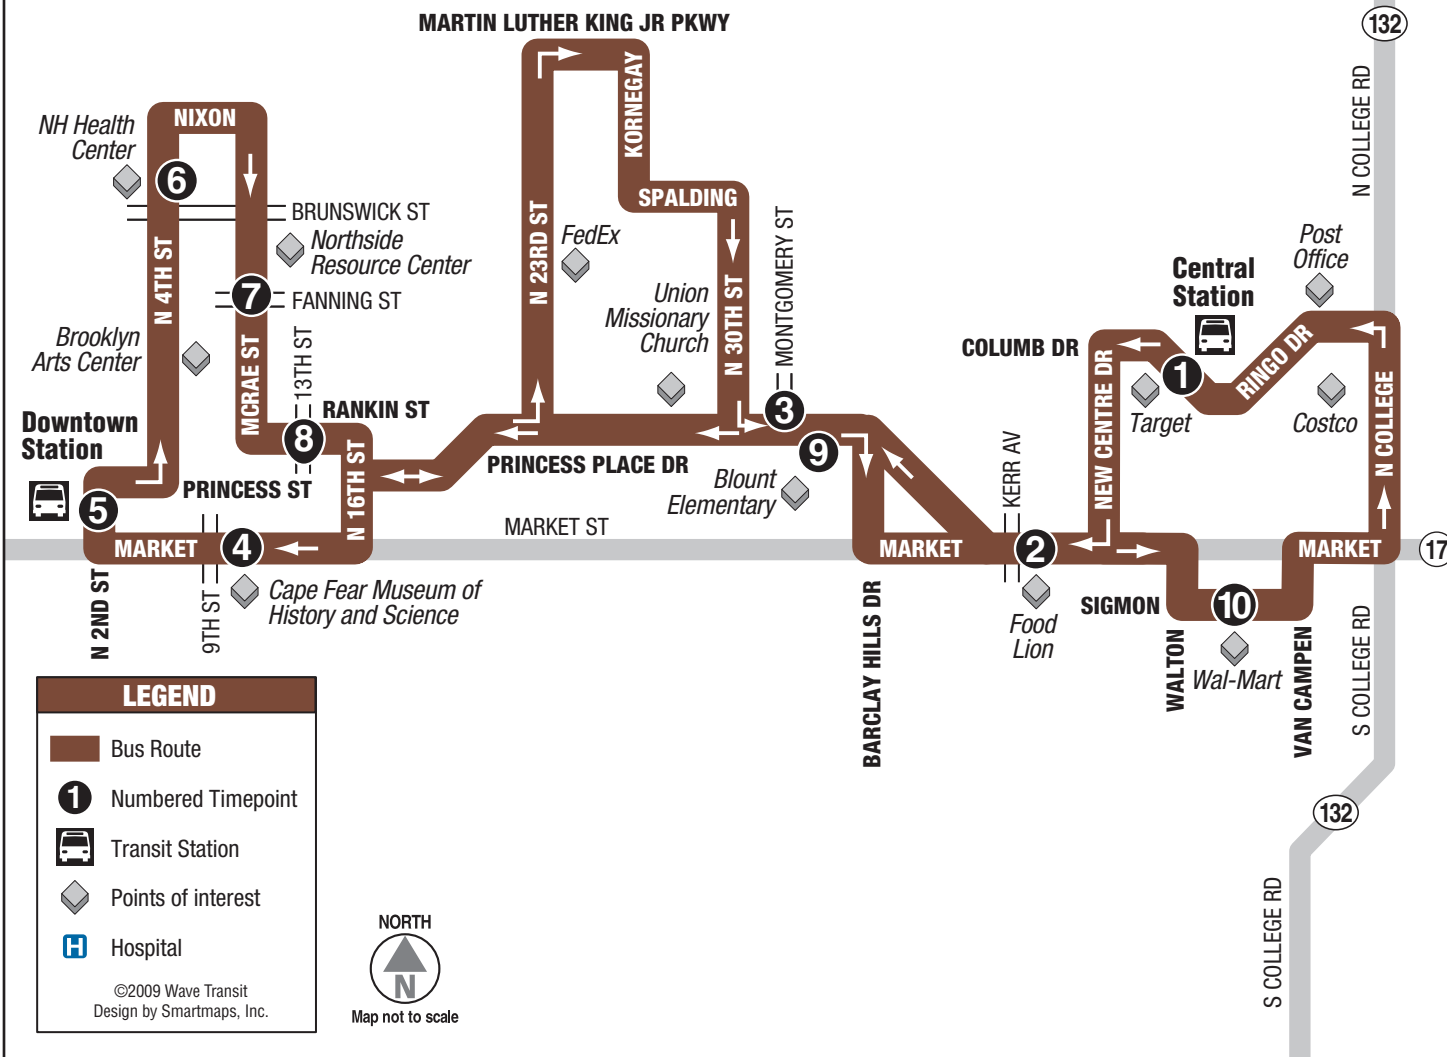 MARTIN LUTHER KING JR PKWY
132
N COLLEGE RD
KORNEGAY
NIXON
NH Health
Center
6
SPALDING
BRUNSWICK ST
Northside
Resource Center
N 4TH ST
7
FANNING ST
Brooklyn
Arts Center
MCRAE ST
13TH ST
RANKIN ST
8
N 23RD ST
FedEx
Union
Missionary
Church
N 30TH ST
MONTGOMERY ST
3
Post
Office
Central
Station
COLUMB DR
1
RINGO DR
Target
Costco
NEW CENTRE DR
N COLLEGE
Downtown
Station
5
PRINCESS ST
N 16TH ST
PRINCESS PLACE DR
9
Blount
Elementary
KERR AV
MARKET ST
MARKET
4
MARKET
2
MARKET
17
N 2ND ST
9TH ST
Cape Fear Museum of
History and Science
BARCLAY HILLS DR
Food
Lion
SIGMON
10
WALTON
Wal-Mart
VAN CAMPEN
S COLLEGE RD
132
S COLLEGE RD
LEGEND
Bus Route
1 Numbered Timepoint
Transit Station
Points of interest
H Hospital
©2009 Wave Transit
Design by Smartmaps, Inc.
NORTH
N
Map not to scale